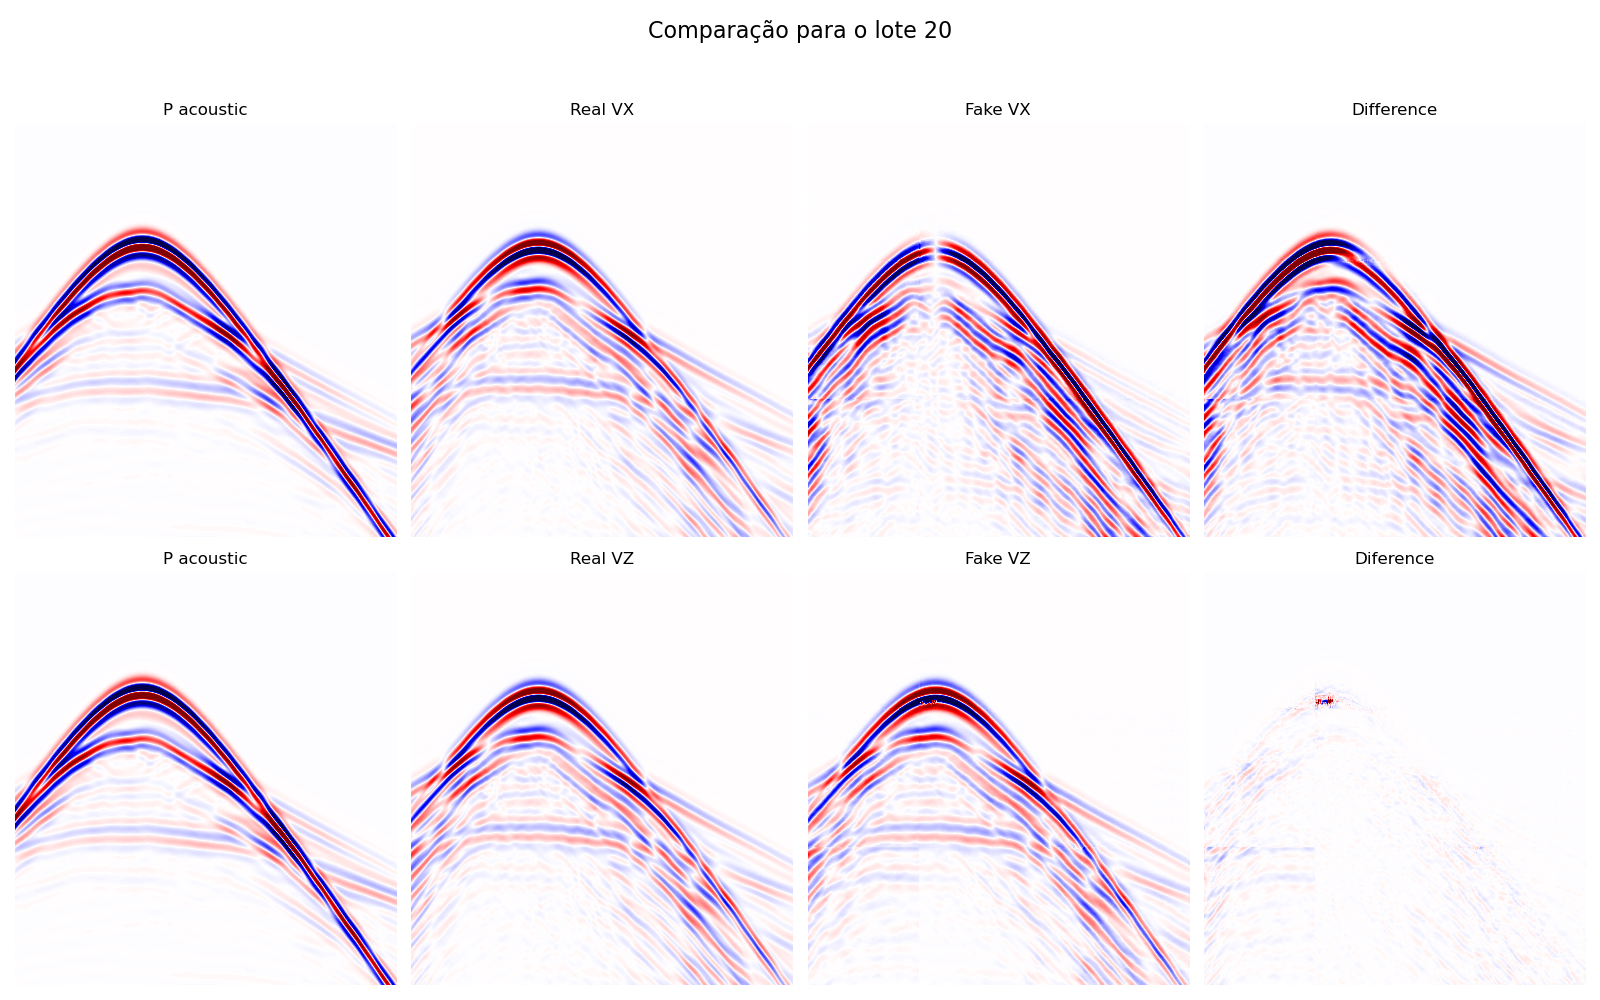 Comparação para o lote 20
P acoustic
Real VX
Fake VX
Difference
P acoustic
Real VZ
Fake VZ
Diference